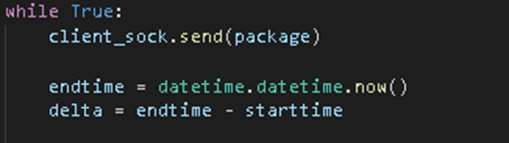 while True:
    client_sock.send(package)
    endtime = datetime.datetime.now()
    delta = endtime - starttime